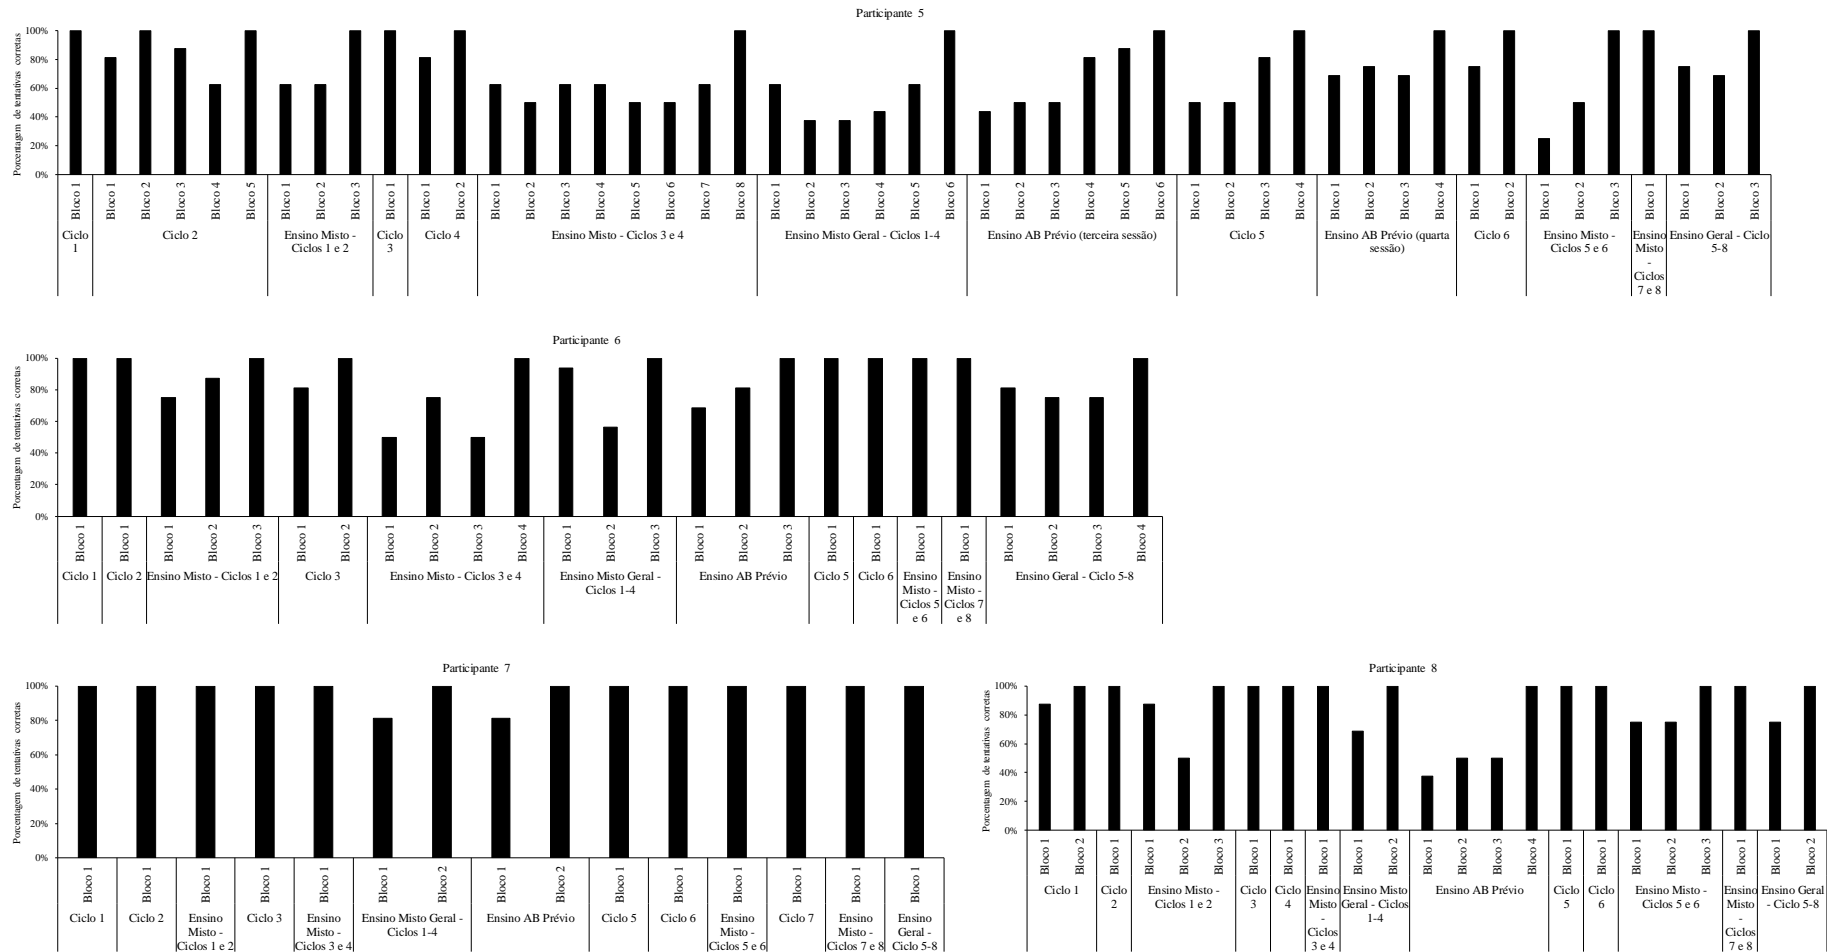 Participante 5
Porcentagem de tentativas corretas
100%
80%
60%
40%
20%
0%
Bloco 1 Bloco 1 Bloco 2 Bloco 3 Bloco 4 Bloco 5 Bloco 1 Bloco 2 Bloco 3 Bloco 1 Bloco 1 Bloco 2 Bloco 1 Bloco 2 Bloco 3 Bloco 4 Bloco 5 Bloco 6 Bloco 7 Bloco 8 Bloco 1 Bloco 2 Bloco 3 Bloco 4 Bloco 5 Bloco 6 Bloco 1 Bloco 2 Bloco 3 Bloco 4 Bloco 5 Bloco 6 Bloco 1 Bloco 2 Bloco 3 Bloco 4 Bloco 1 Bloco 2 Bloco 3 Bloco 4 Bloco 1 Bloco 2 Bloco 1 Bloco 2 Bloco 3 Bloco 1 Bloco 1 Bloco 2 Bloco 3
Ciclo
1
Ciclo 2
Ensino Misto -
Ciclos 1 e 2
Ciclo
3
Ciclo 4
Ensino Misto - Ciclos 3 e 4
Ensino Misto Geral - Ciclos 1-4
Ensino AB Prévio (terceira sessão)
Ciclo 5
Ensino AB Prévio (quarta
sessão)
Ciclo 6
Ensino Misto -
Ciclos 5 e 6
Ensino
Misto
-
Ciclos
7 e 8
Ensino Geral - Ciclo
5-8
Participante 6
Porcentagem de tentativas corretas
100%
80%
60%
40%
20%
0%
Bloco 1 Bloco 1 Bloco 1 Bloco 2 Bloco 3 Bloco 1 Bloco 2 Bloco 1 Bloco 2 Bloco 3 Bloco 4 Bloco 1 Bloco 2 Bloco 3 Bloco 1 Bloco 2 Bloco 3 Bloco 1 Bloco 1 Bloco 1 Bloco 1 Bloco 1 Bloco 2 Bloco 3 Bloco 4
Ciclo 1
Ciclo 2
Ensino Misto - Ciclos 1 e 2
Ciclo 3
Ensino Misto - Ciclos 3 e 4
Ensino Misto Geral -
Ciclos 1-4
Ensino AB Prévio
Ciclo 5
Ciclo 6
Ensino
Misto -
Ciclos 5
e 6
Ensino
Misto -
Ciclos 7
e 8
Ensino Geral - Ciclo 5-8
Participante 7
Porcentagem de tentativas corretas
100%
80%
60%
40%
20%
0%
Bloco 1 Bloco 1 Bloco 1 Bloco 1 Bloco 1 Bloco 1 Bloco 2 Bloco 1 Bloco 2 Bloco 1 Bloco 1 Bloco 1 Bloco 1 Bloco 1 Bloco 1
Ciclo 1
Ciclo 2
Ensino
Misto -
Ciclos 1 e 2
Ciclo 3
Ensino
Misto -
Ciclos 3 e 4
Ensino Misto Geral -
Ciclos 1-4
Ensino AB Prévio
Ciclo 5
Ciclo 6
Ensino
Misto -
Ciclos 5 e 6
Ciclo 7
Ensino
Misto -
Ciclos 7 e 8
Ensino
Geral -
Ciclo 5-8
Participante 8
Porcentagem de tentativas corretas
100%
80%
60%
40%
20%
0%
Bloco 1 Bloco 2 Bloco 1 Bloco 1 Bloco 2 Bloco 3 Bloco 1 Bloco 1 Bloco 1 Bloco 1 Bloco 2 Bloco 1 Bloco 2 Bloco 3 Bloco 4 Bloco 1 Bloco 1 Bloco 1 Bloco 2 Bloco 3 Bloco 1 Bloco 1 Bloco 2
Ciclo 1
Ciclo
2
Ensino Misto -
Ciclos 1 e 2
Ciclo
3
Ciclo
4
Ensino
Misto
-
Ciclos
3 e 4
Ensino Misto
Geral - Ciclos
1-4
Ensino AB Prévio
Ciclo
5
Ciclo
6
Ensino Misto -
Ciclos 5 e 6
Ensino
Misto
-
Ciclos
7 e 8
Ensino Geral
- Ciclo 5-8